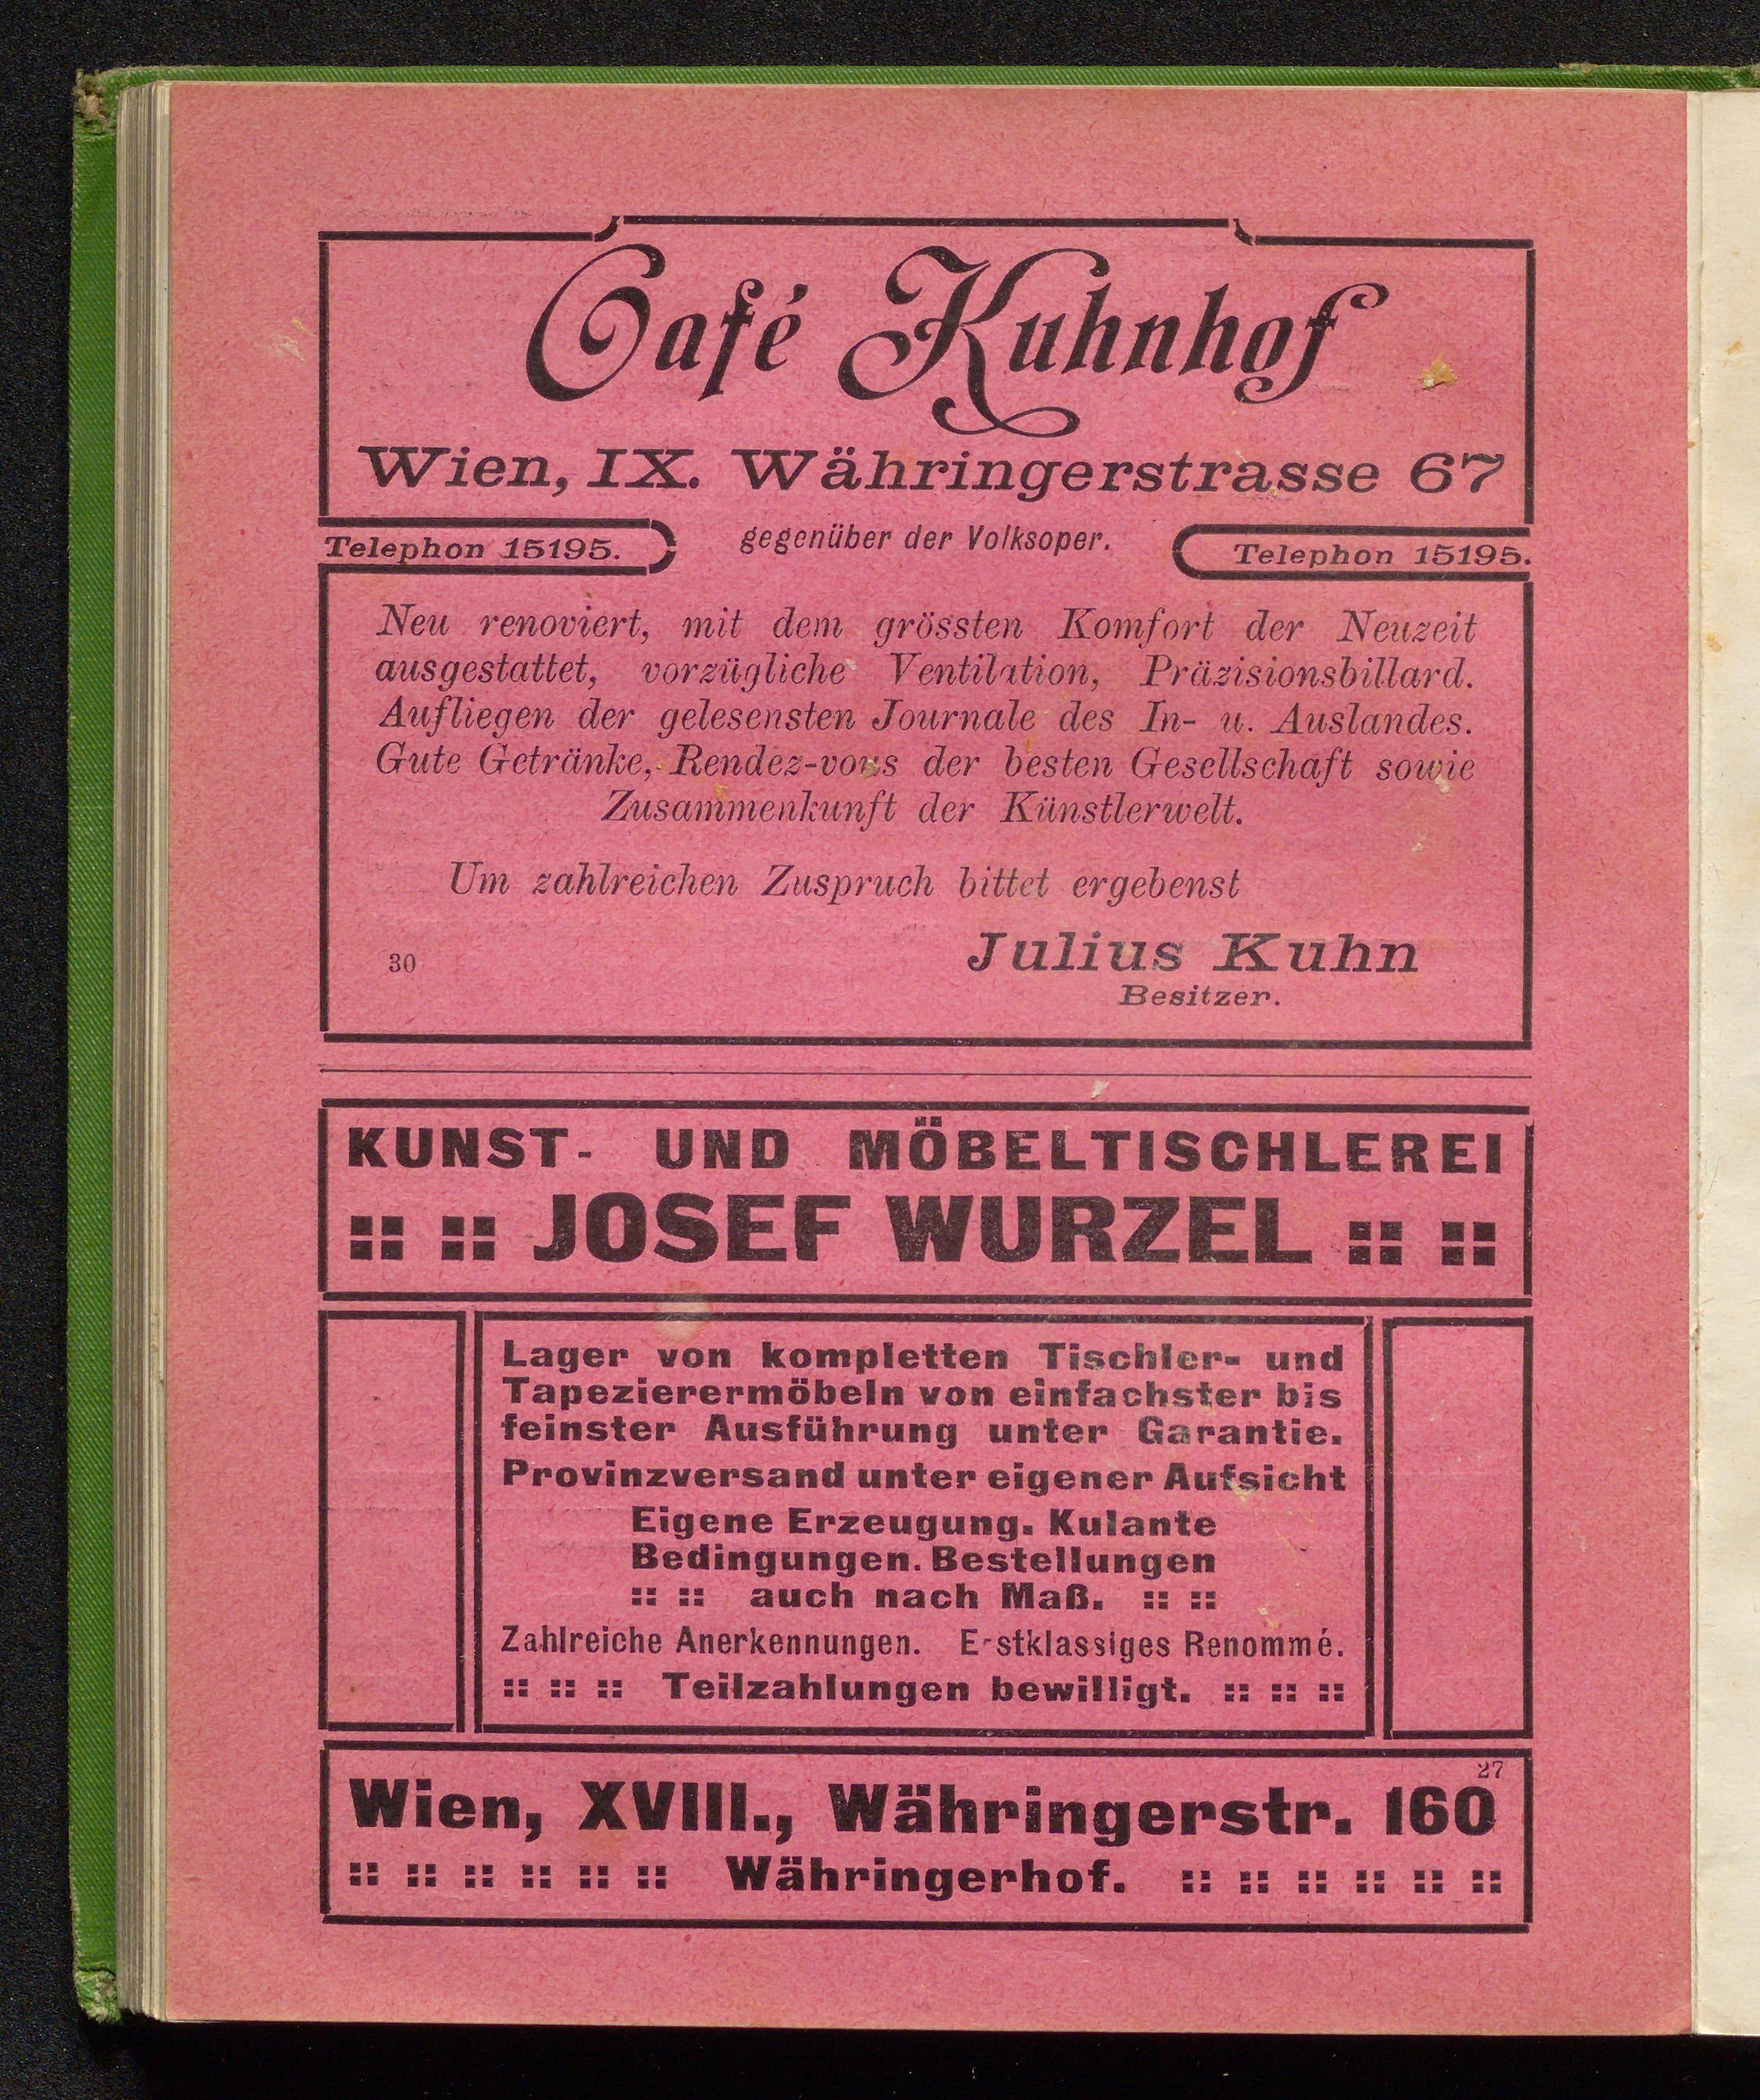 Café Kuhnhof
Wien, IX. Währingerstrasse 67
Telephon 15195. gegenüber der Volksoper. Telephon 15195.
Neu renoviert, mit dem grössten Komfort der Neuzeit
ausgestattet, vorzügliche Ventilation, Präzisionsbillard.
Aufliegen der gelesensten Journale des In- u. Auslandes.
Gute Getränke, Rendez-vous der besten Gesellschaft sowie
Zusammenkunft der Künstlerwelt.
Um zahlreichen Zuspruch bittet ergebenst
30 Julius Kuhn
Besitzer.
KUNST- UND MÖBELTISCHLEREI
:: :: JOSEF WURZEL :: ::
Lager von kompletten Tischler- und
Tapezierermöbeln von einfachster bis
feinster Ausführung unter Garantie.
Provinzversand unter eigener Aufsicht
Eigene Erzeugung. Kulante
Bedingungen. Bestellungen
:: :: auch nach Maß. :: ::
Zahlreiche Anerkennungen. Erstklassiges Renommé.
:: :: :: Teilzahlungen bewilligt. :: :: ::
27
Wien, XVIII., Währingerstr. 160
:: :: :: :: :: :: Währingerhof. :: :: :: :: :: ::